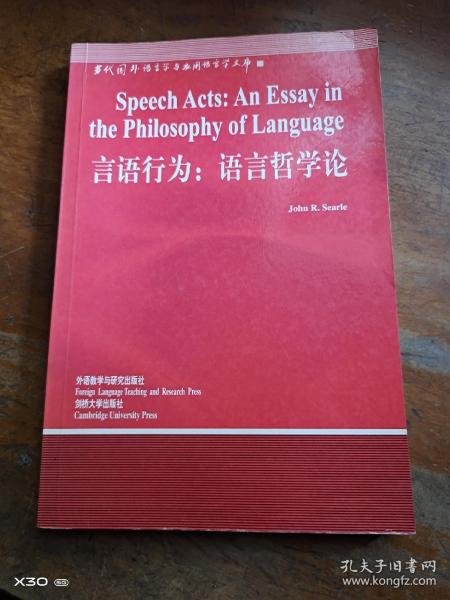 当代国外语言学与应用语言学文库
Speech Acts: An Essay in
the Philosophy of Language
言语行为：语言哲学论
John R. Searle
外语教学与研究出版社
Foreign Language Teaching and Research Press
剑桥大学出版社
Cambridge University Press
X30 5G
孔夫子旧书网
www.kongfz.com